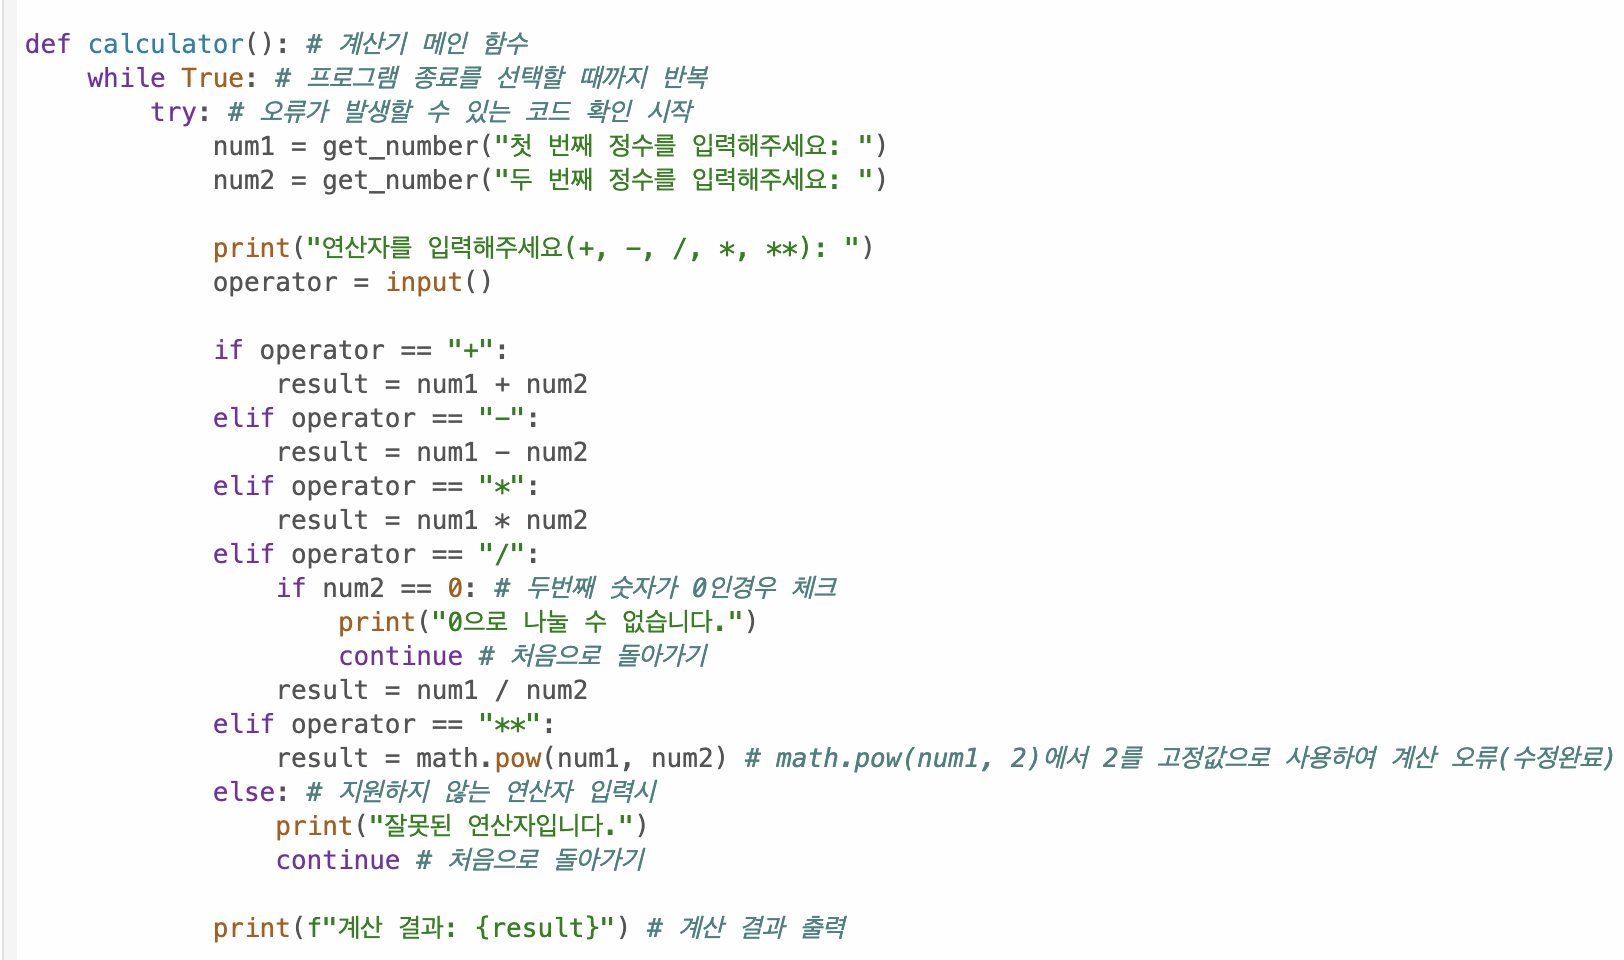 def calculator(): # 계산기 메인 함수
    while True: # 프로그램 종료를 선택할 때까지 반복
        try: # 오류가 발생할 수 있는 코드 확인 시작
            num1 = get_number("첫 번째 정수를 입력해주세요: ")
            num2 = get_number("두 번째 정수를 입력해주세요: ")

            print("연산자를 입력해주세요(+, -, /, *, **): ")
            operator = input()

            if operator == "+":
                result = num1 + num2
            elif operator == "-":
                result = num1 - num2
            elif operator == "*":
                result = num1 * num2
            elif operator == "/":
                if num2 == 0: # 두번째 숫자가 0인경우 체크
                    print("0으로 나눌 수 없습니다.")
                    continue # 처음으로 돌아가기
                result = num1 / num2
            elif operator == "**":
                result = math.pow(num1, num2) # math.pow(num1, 2)에서 2를 고정값으로 사용하여 계산 오류(수정완료)
            else: # 지원하지 않는 연산자 입력시
                print("잘못된 연산자입니다.")
                continue # 처음으로 돌아가기

            print(f"계산 결과: {result}") # 계산 결과 출력